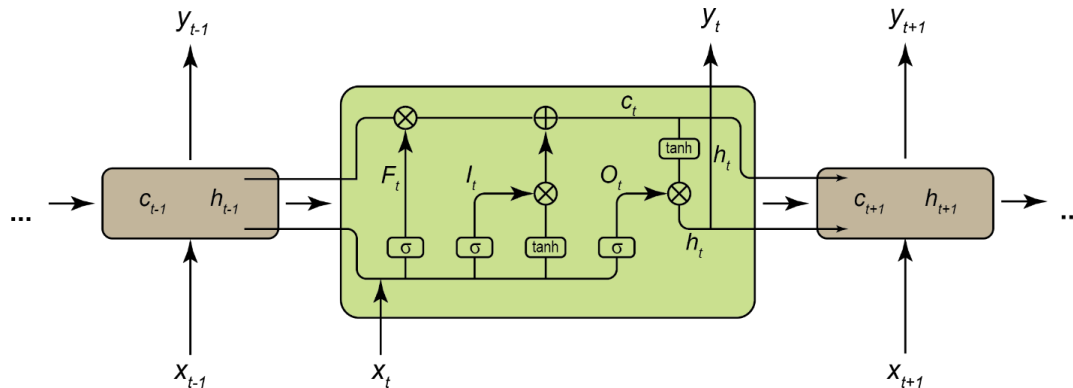 y_{t-1} y_t y_{t+1}
c_t
tanh
F_t I_t O_t h_t
... c_{t-1} h_{t-1} c_{t+1} h_{t+1} ..
σ σ tanh σ h_t
x_{t-1} x_t x_{t+1}